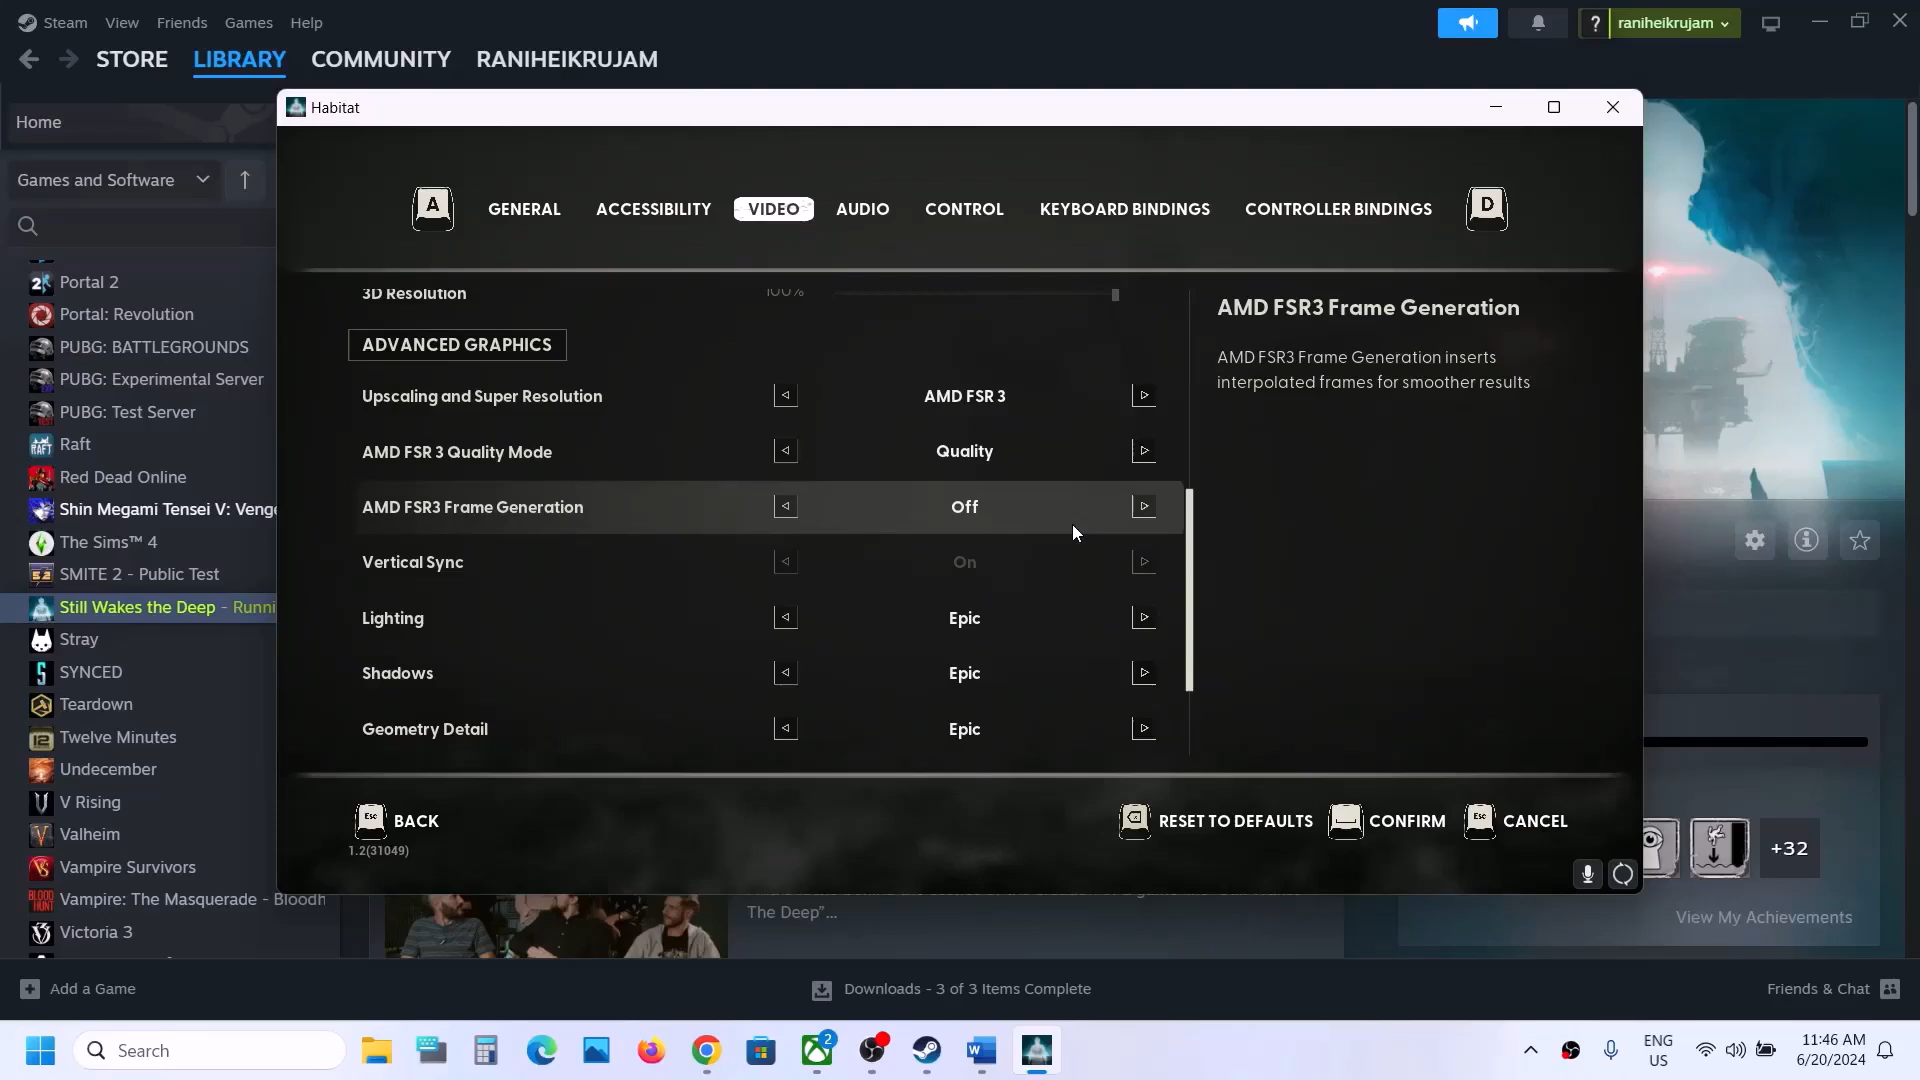 Steam View Friends Games Help
? raniheikrujam
STORE LIBRARY COMMUNITY RANIHEIKRUJAM
Home
Games and Software
Portal 2
Portal: Revolution
PUBG: BATTLEGROUNDS
PUBG: Experimental Server
PUBG: Test Server
Raft
Red Dead Online
Shin Megami Tensei V: Venge
The Sims™ 4
SMITE 2 - Public Test
Still Wakes the Deep - Runni
Stray
SYNCED
Teardown
Twelve Minutes
Undecember
V Rising
Valheim
Vampire Survivors
Vampire: The Masquerade - Bloodh
Victoria 3
Habitat
A GENERAL ACCESSIBILITY VIDEO AUDIO CONTROL KEYBOARD BINDINGS CONTROLLER BINDINGS D
3D Resolution 100%
ADVANCED GRAPHICS
Upscaling and Super Resolution AMD FSR 3
AMD FSR 3 Quality Mode Quality
AMD FSR3 Frame Generation Off
Vertical Sync On
Lighting Epic
Shadows Epic
Geometry Detail Epic
AMD FSR3 Frame Generation
AMD FSR3 Frame Generation inserts
interpolated frames for smoother results
Esc BACK RESET TO DEFAULTS CONFIRM Esc CANCEL
1.2(31049)
+32
The Deep"...
View My Achievements
Add a Game Downloads - 3 of 3 Items Complete Friends & Chat
Search
2
ENG
US
11:46 AM
6/20/2024